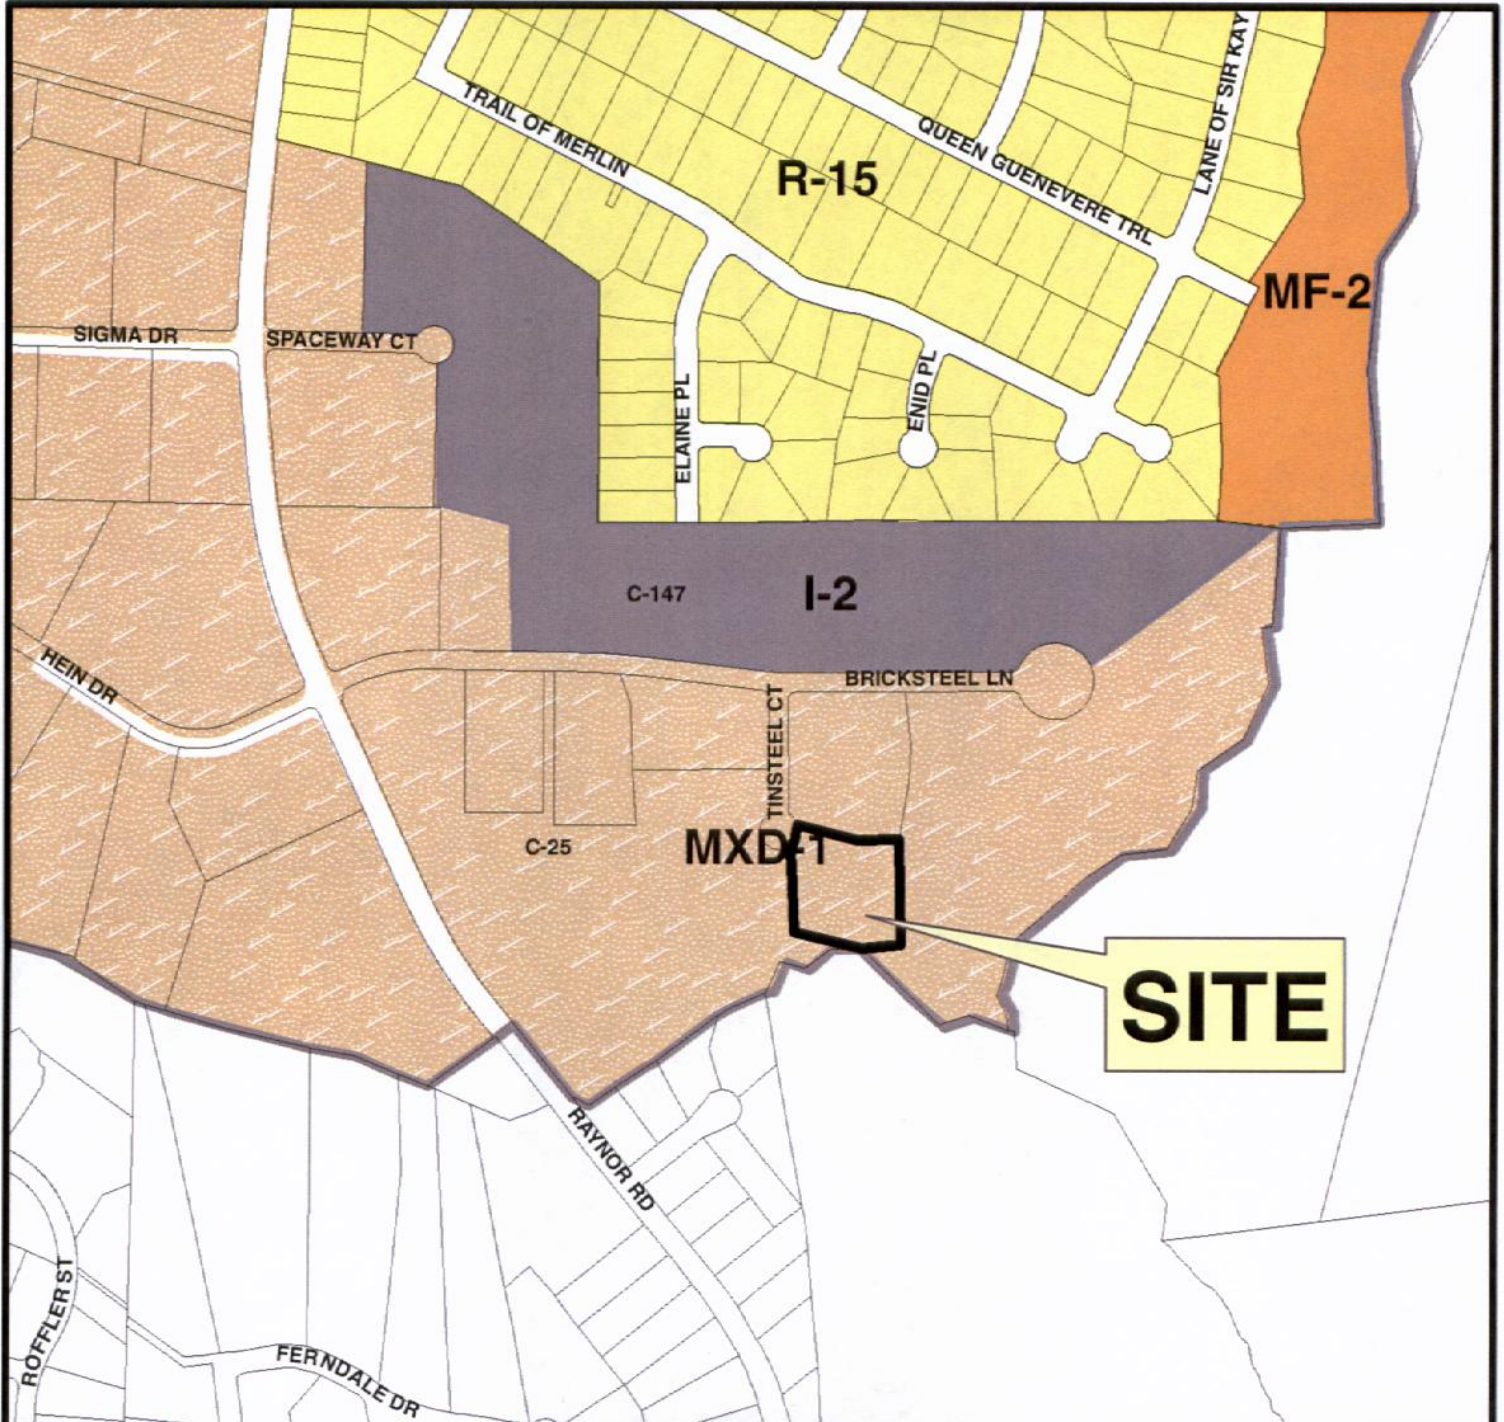 LANE OF SIR KAY
TRAIL OF MERLIN
QUEEN GUENEVERE TRL
R-15
MF-2
SIGMA DR
SPACEWAY CT
ELAINE PL
ENID PL
C-147
I-2
HEIN DR
BRICKSTEEL LN
TINSTEEL CT
C-25
MXD-1
SITE
RAYNOR RD
ROFFLER ST
FERNDALE DR